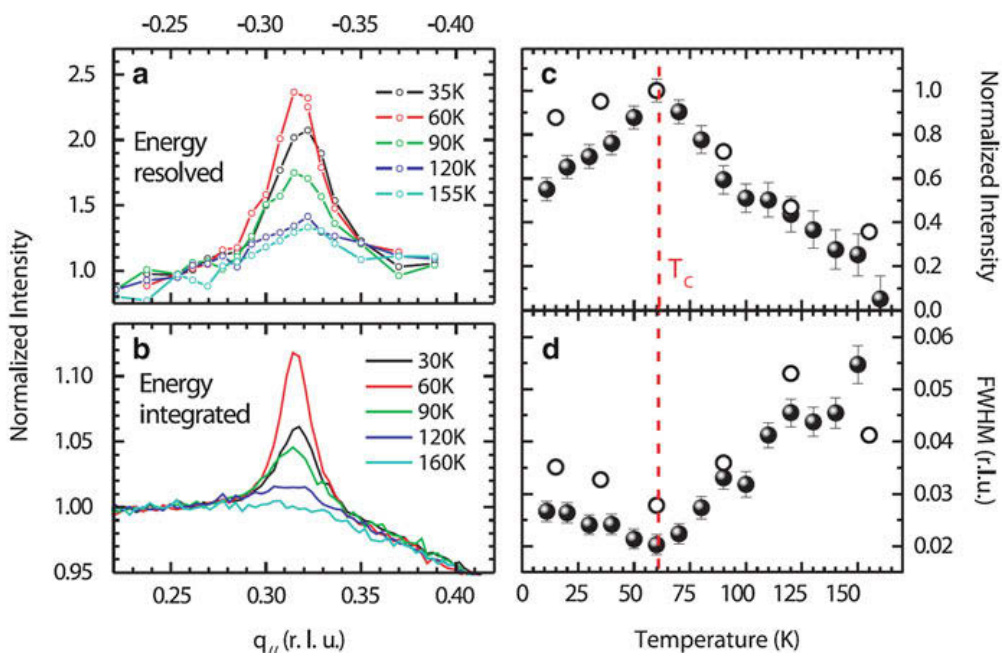 -0.25 -0.30 -0.35 -0.40
a
Energy
resolved
35K
60K
90K
120K
155K
2.5
2.0
1.5
1.0
Normalized Intensity
b
Energy
integrated
30K
60K
90K
120K
160K
1.10
1.05
1.00
0.95
0.25 0.30 0.35 0.40
q// (r. l. u.)
c
Tc
1.0
0.8
0.6
0.4
0.2
0.0
Normalized Intensity
d
0.06
0.05
0.04
0.03
0.02
FWHM (r.l.u.)
0 25 50 75 100 125 150
Temperature (K)